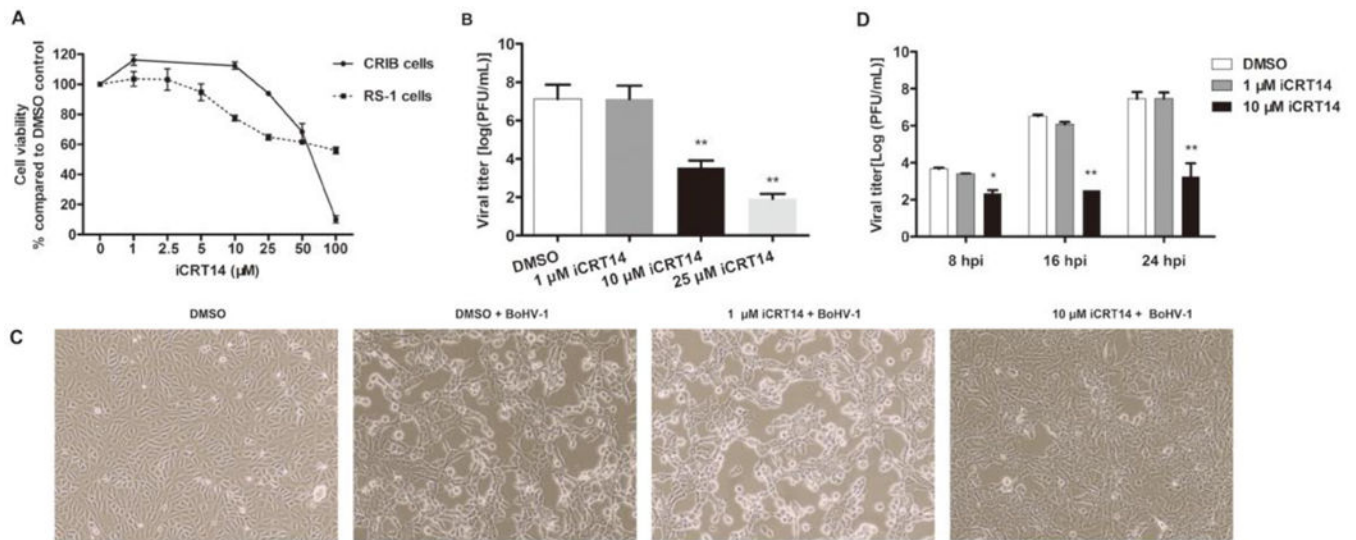 A
% compared to DMSO control
Cell viability
120
100
80
60
40
20
0
0 1 2.5 5 10 25 50 100
iCRT14 (µM)
CRIB cells
RS-1 cells
B
Viral titer [log(PFU/mL)]
10
8
6
4
2
0
**
**
DMSO
1 µM iCRT14
10 µM iCRT14
25 µM iCRT14
D
Viral titer[Log (PFU/mL)]
10
8
6
4
2
0
*
**
**
8 hpi 16 hpi 24 hpi
DMSO
1 µM iCRT14
10 µM iCRT14
C
DMSO
DMSO + BoHV-1
1 µM iCRT14 + BoHV-1
10 µM iCRT14 + BoHV-1